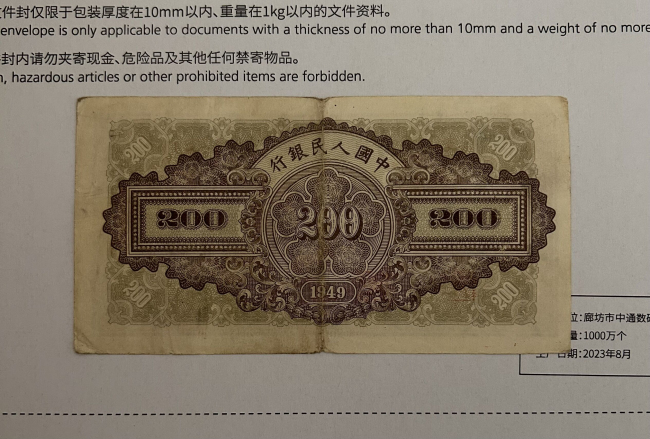 文件封仅限于包装厚度在10mm以内、重量在1kg以内的文件资料。
envelope is only applicable to documents with a thickness of no more than 10mm and a weight of no more
封内请勿夹寄现金、危险品及其他任何禁寄物品。
, hazardous articles or other prohibited items are forbidden.
200 200
行銀民人國中
200 200 200
1949
200 200
位:廊坊市中通数码
量:1000万个
生产日期:2023年8月